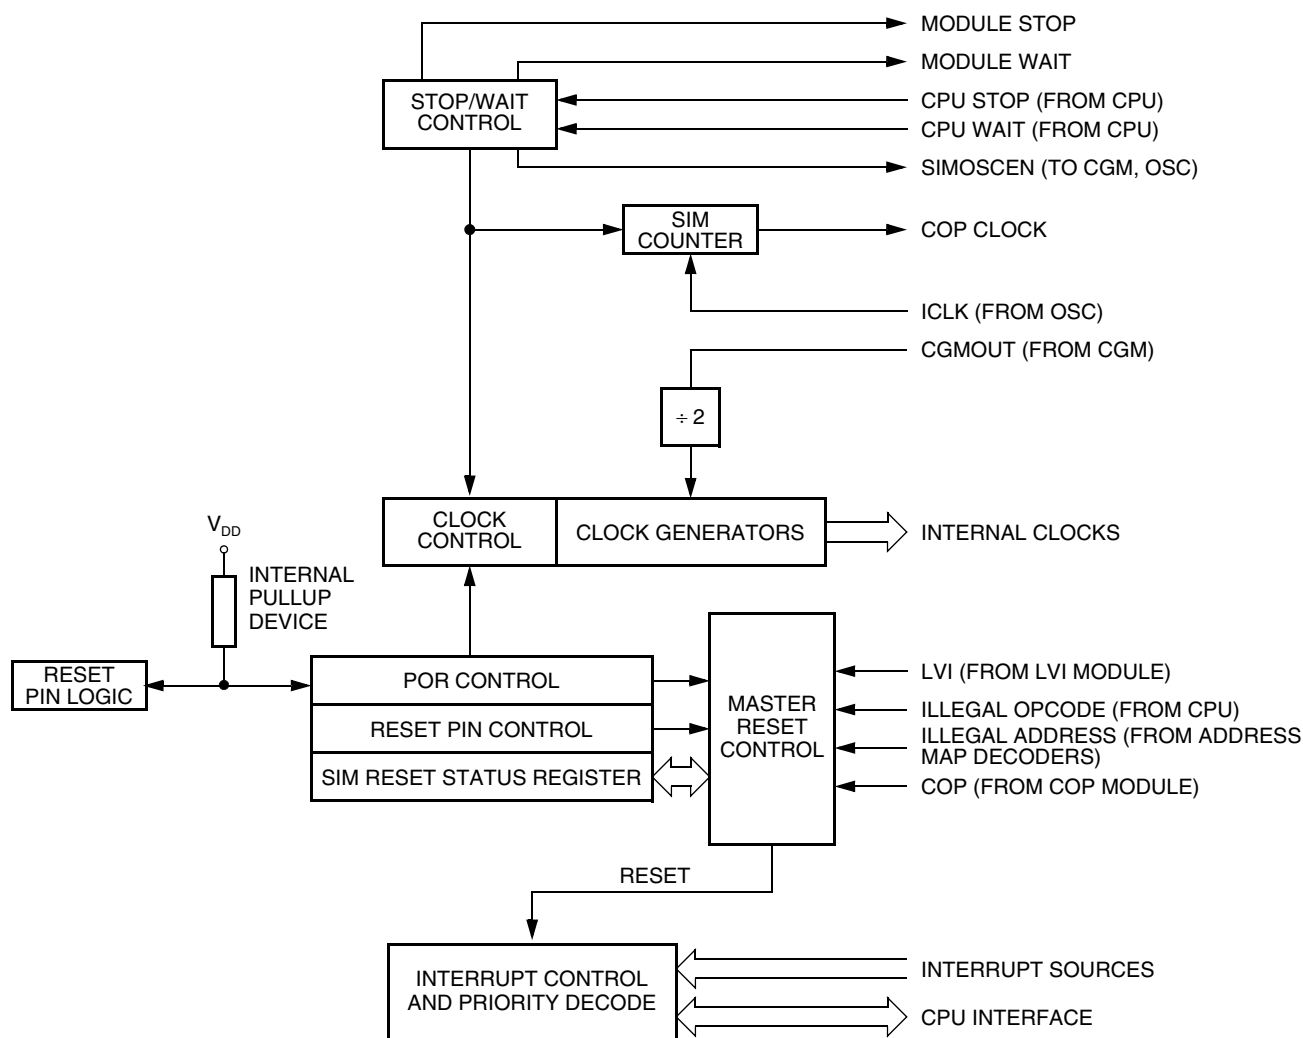 MODULE STOP
MODULE WAIT
STOP/WAIT
CONTROL
CPU STOP (FROM CPU)
CPU WAIT (FROM CPU)
SIMOSCEN (TO CGM, OSC)
SIM
COUNTER
COP CLOCK
ICLK (FROM OSC)
CGMOUT (FROM CGM)
÷ 2
CLOCK
CONTROL
CLOCK GENERATORS
INTERNAL CLOCKS
VDD
INTERNAL
PULLUP
DEVICE
RESET
PIN LOGIC
POR CONTROL
RESET PIN CONTROL
SIM RESET STATUS REGISTER
MASTER
RESET
CONTROL
LVI (FROM LVI MODULE)
ILLEGAL OPCODE (FROM CPU)
ILLEGAL ADDRESS (FROM ADDRESS
MAP DECODERS)
COP (FROM COP MODULE)
RESET
INTERRUPT CONTROL
AND PRIORITY DECODE
INTERRUPT SOURCES
CPU INTERFACE